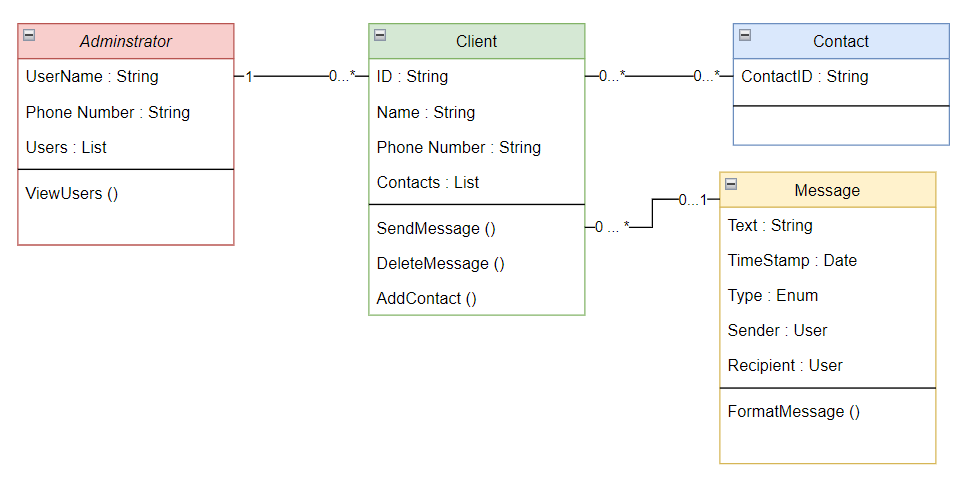 Adminstrator
UserName : String
Phone Number : String
Users : List
ViewUsers ()
1
0...*
Client
ID : String
Name : String
Phone Number : String
Contacts : List
SendMessage ()
DeleteMessage ()
AddContact ()
0...*
0...*
Contact
ContactID : String
0 ... *
0...1
Message
Text : String
TimeStamp : Date
Type : Enum
Sender : User
Recipient : User
FormatMessage ()